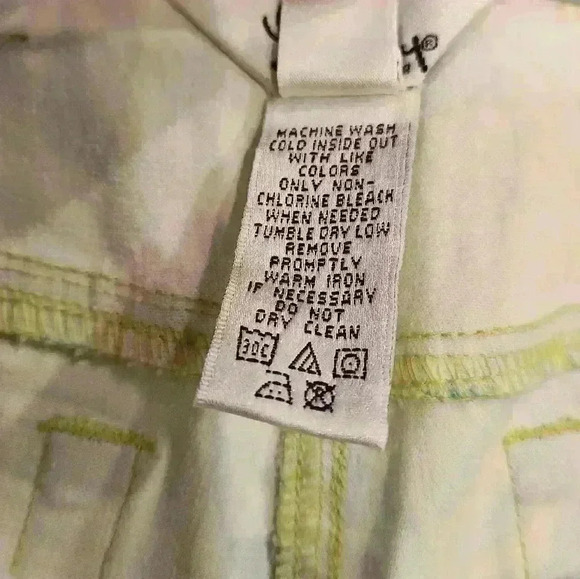 MACHINE WASH
COLD INSIDE OUT
WITH LIKE
COLORS
ONLY NON-
CHLORINE BLEACH
WHEN NEEDED
TUMBLE DRY LOW
REMOVE
PROMPTLY
WARM IRON
IF NECESSARY
DO NOT
DRY CLEAN
30C